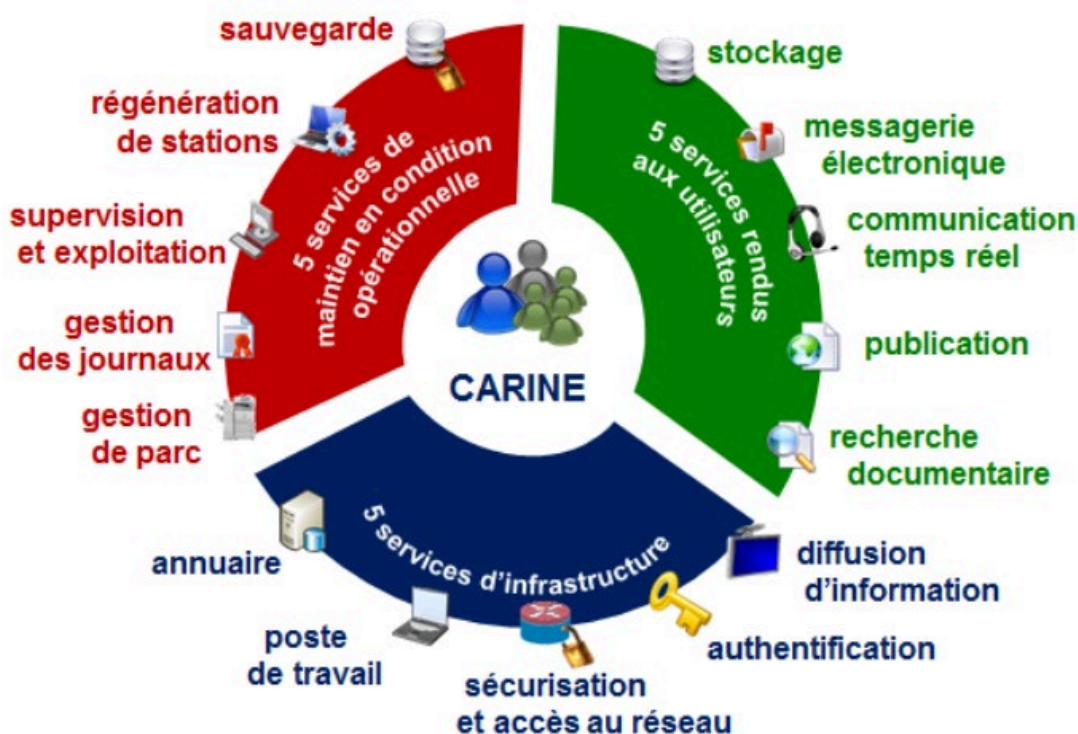 sauvegarde
régénération
de stations
supervision
et exploitation
gestion
des journaux
gestion
de parc
5 services de
maintien en condition
opérationnelle
stockage
messagerie
électronique
communication
temps réel
publication
recherche
documentaire
5 services rendus
aux utilisateurs
CARINE
annuaire
poste
de travail
sécurisation
et accès au réseau
authentification
diffusion
d’information
5 services d’infrastructure